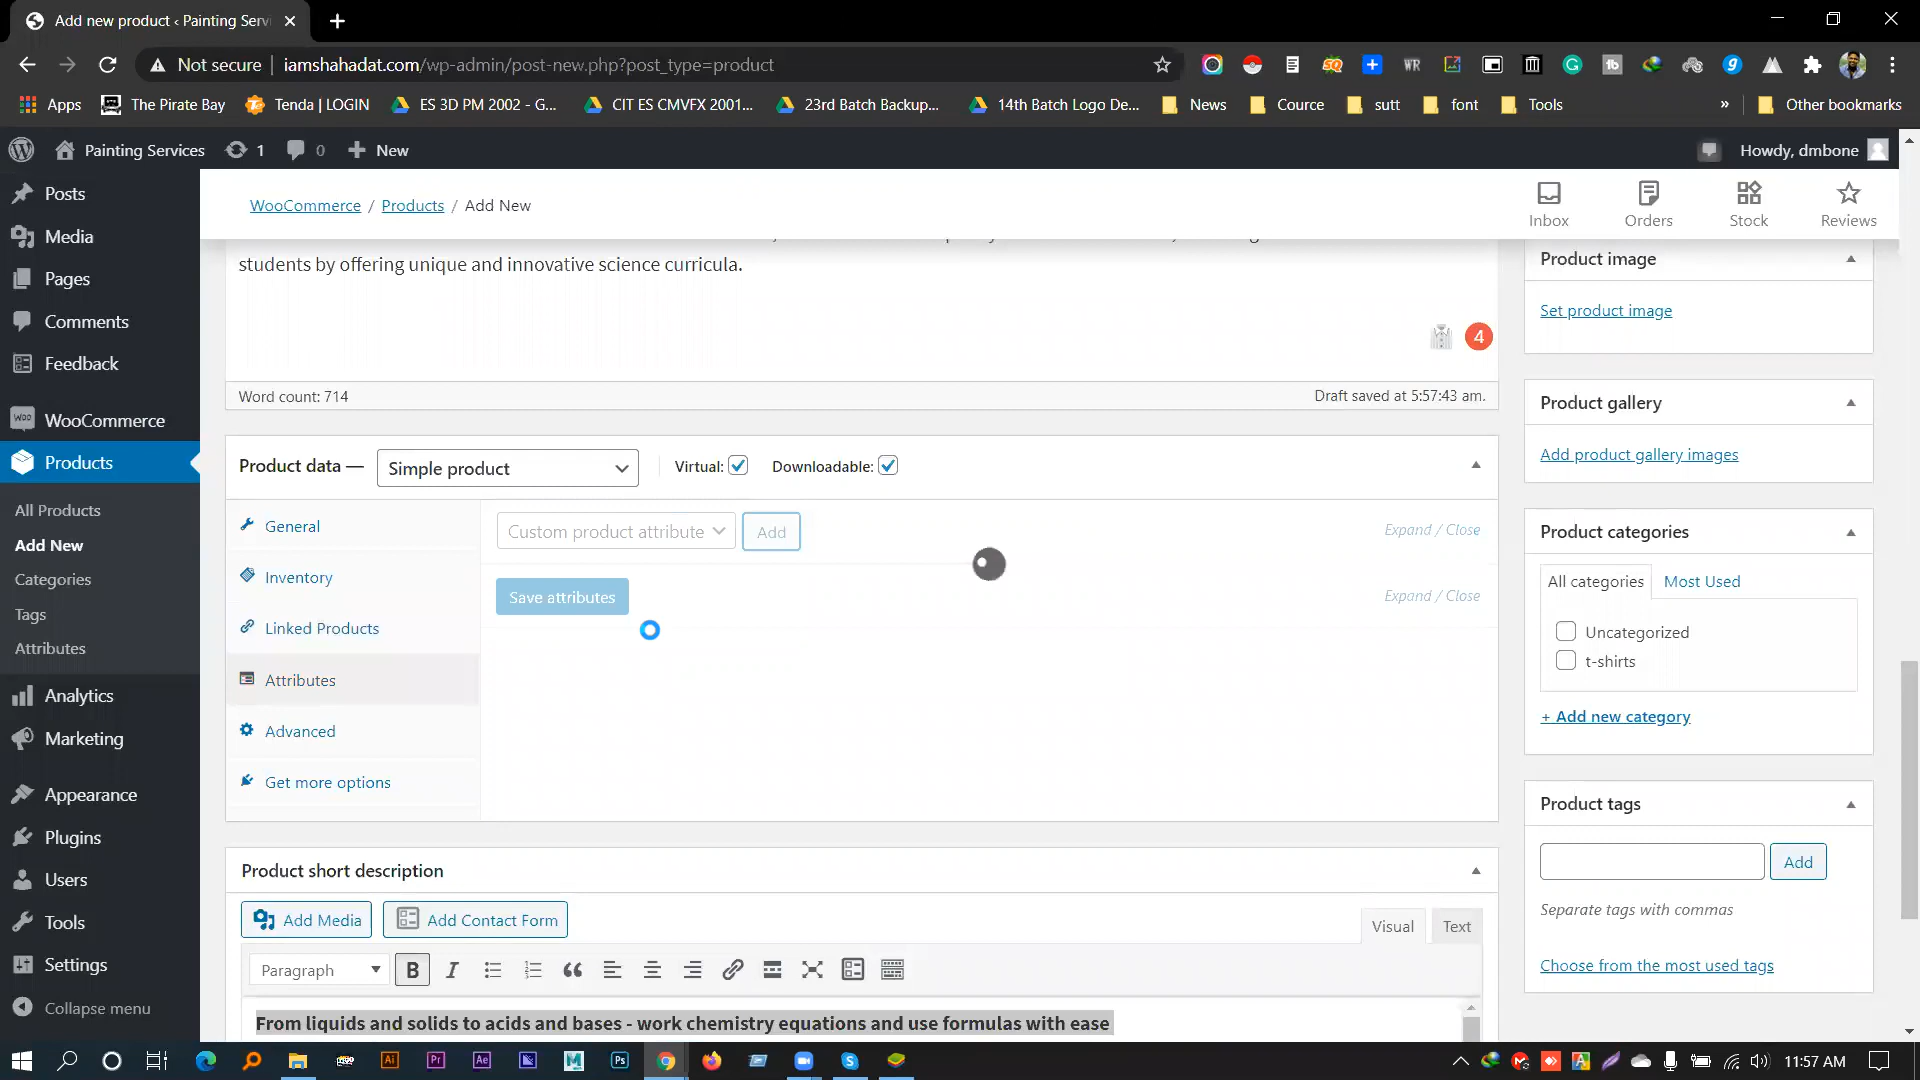 Add new product ‹ Painting Serv
Not secure
iamshahadat.com/wp-admin/post-new.php?post_type=product
Apps
The Pirate Bay
Tenda | LOGIN
ES 3D PM 2002 - G...
CIT ES CMVFX 2001...
23rd Batch Backup...
14th Batch Logo De...
News
Cource
sutt
font
Tools
»
Other bookmarks
Painting Services
1
0
New
Howdy, dmbone
Posts
Media
Pages
Comments
Feedback
WooCommerce
Products
All Products
Add New
Categories
Tags
Attributes
Analytics
Marketing
Appearance
Plugins
Users
Tools
Settings
Collapse menu
WooCommerce / Products / Add New
Inbox
Orders
Stock
Reviews
students by offering unique and innovative science curricula.
4
Word count: 714
Draft saved at 5:57:43 am.
Product data —
Simple product
Virtual:
Downloadable:
General
Inventory
Linked Products
Attributes
Advanced
Get more options
Custom product attribute
Add
Expand / Close
Save attributes
Expand / Close
Product short description
Add Media
Add Contact Form
Visual
Text
Paragraph
B
I
From liquids and solids to acids and bases - work chemistry equations and use formulas with ease
Product image
Set product image
Product gallery
Add product gallery images
Product categories
All categories
Most Used
Uncategorized
t-shirts
+ Add new category
Product tags
Add
Separate tags with commas
Choose from the most used tags
11:57 AM